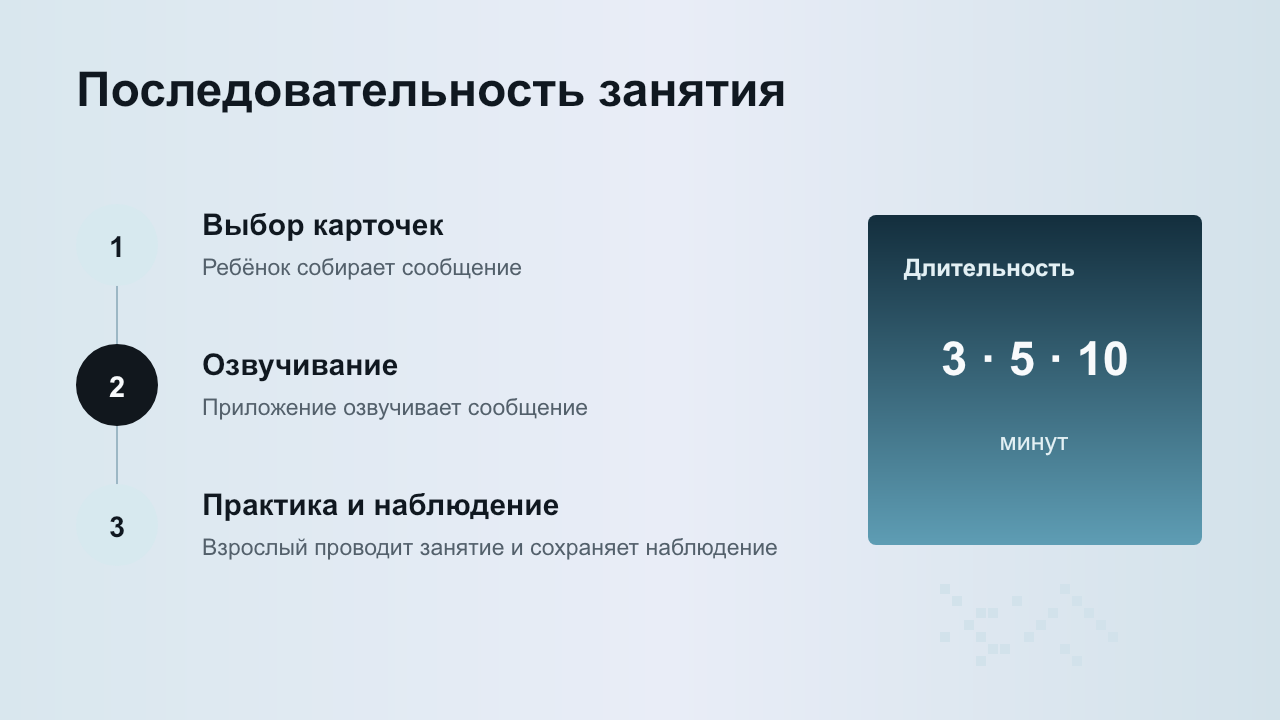 Последовательность занятия
1
Выбор карточек
Ребёнок собирает сообщение
2
Озвучивание
Приложение озвучивает сообщение
3
Практика и наблюдение
Взрослый проводит занятие и сохраняет наблюдение
Длительность
3 · 5 · 10
минут